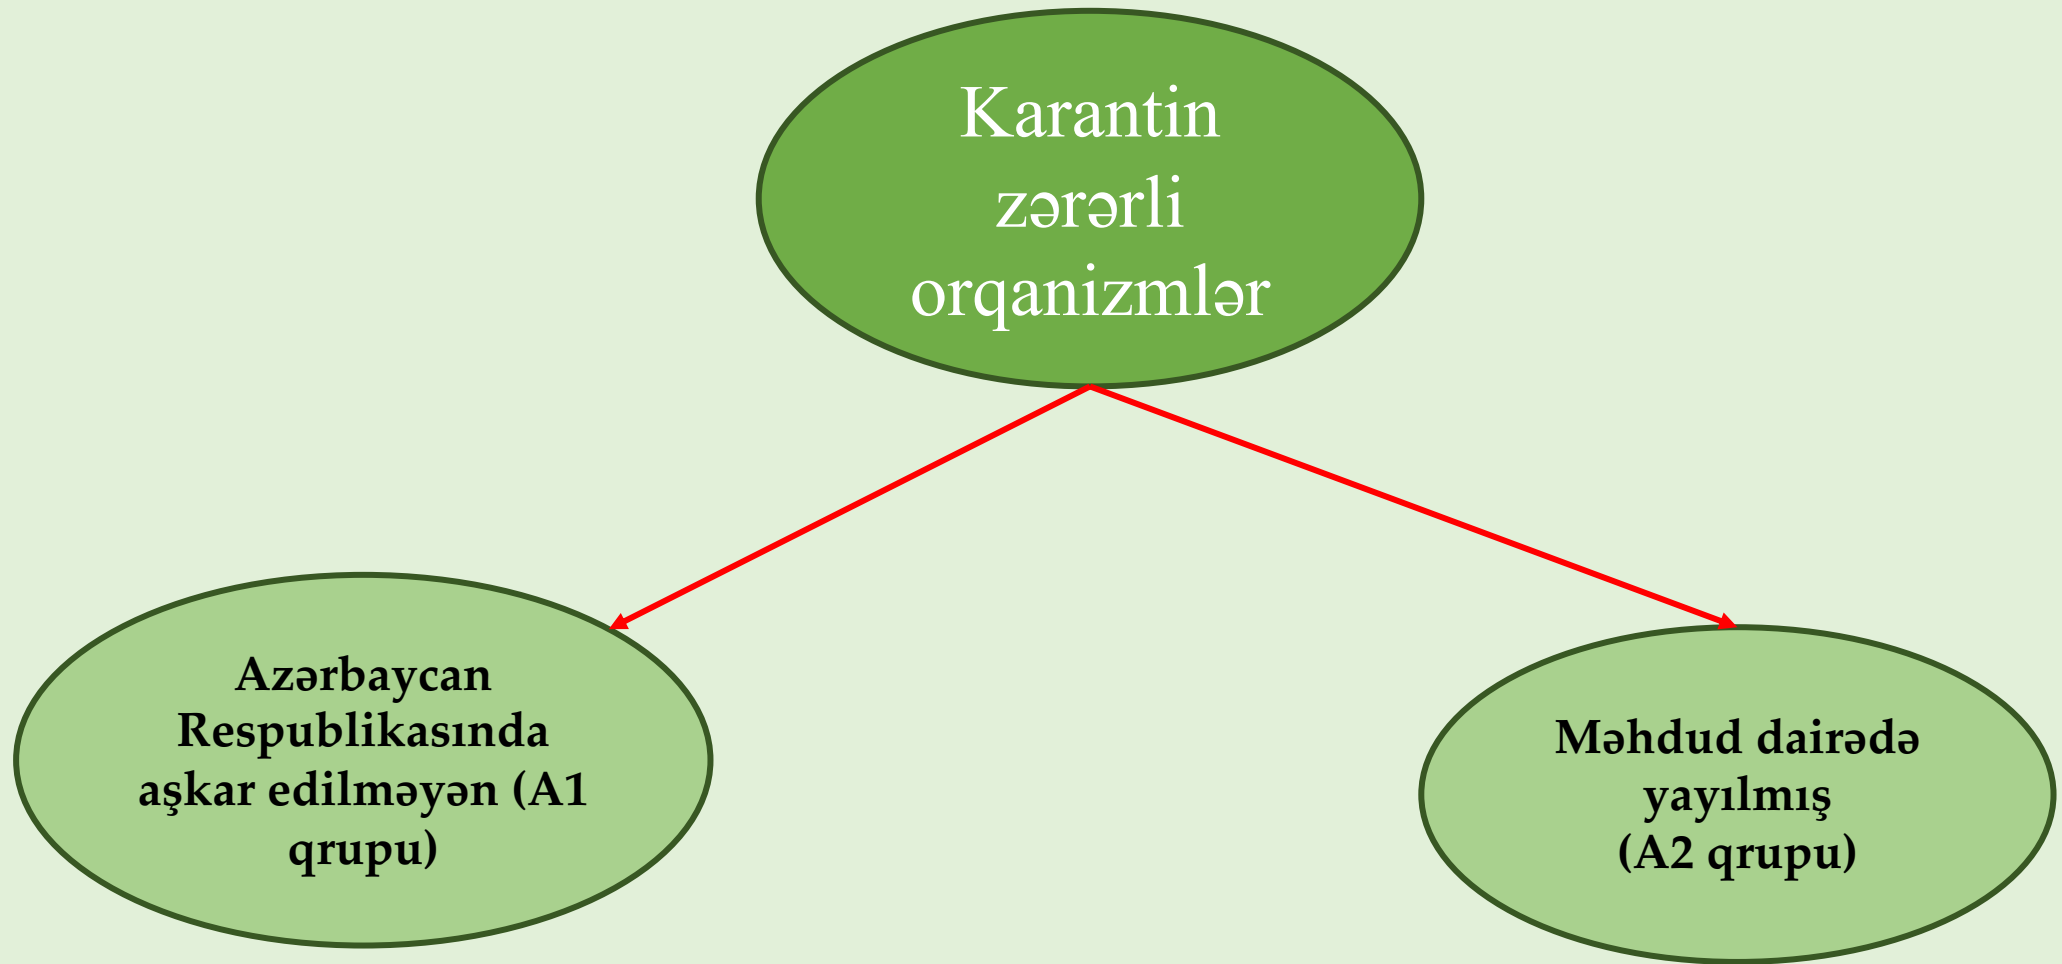 Karantin
zərərli
orqanizmlər
Azərbaycan
Respublikasında
aşkar edilməyən (A1
qrupu)
Məhdud dairədə
yayılmış
(A2 qrupu)